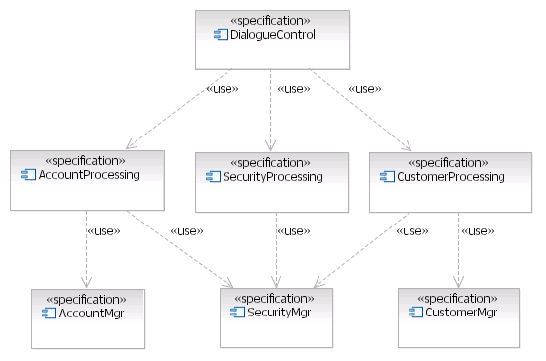 «specification»
DialogueControl
«use»
«use»
«use»
«specification»
AccountProcessing
«specification»
SecurityProcessing
«specification»
CustomerProcessing
«use»
«use»
«use»
«use»
«use»
«specification»
AccountMgr
«specification»
SecurityMgr
«specification»
CustomerMgr